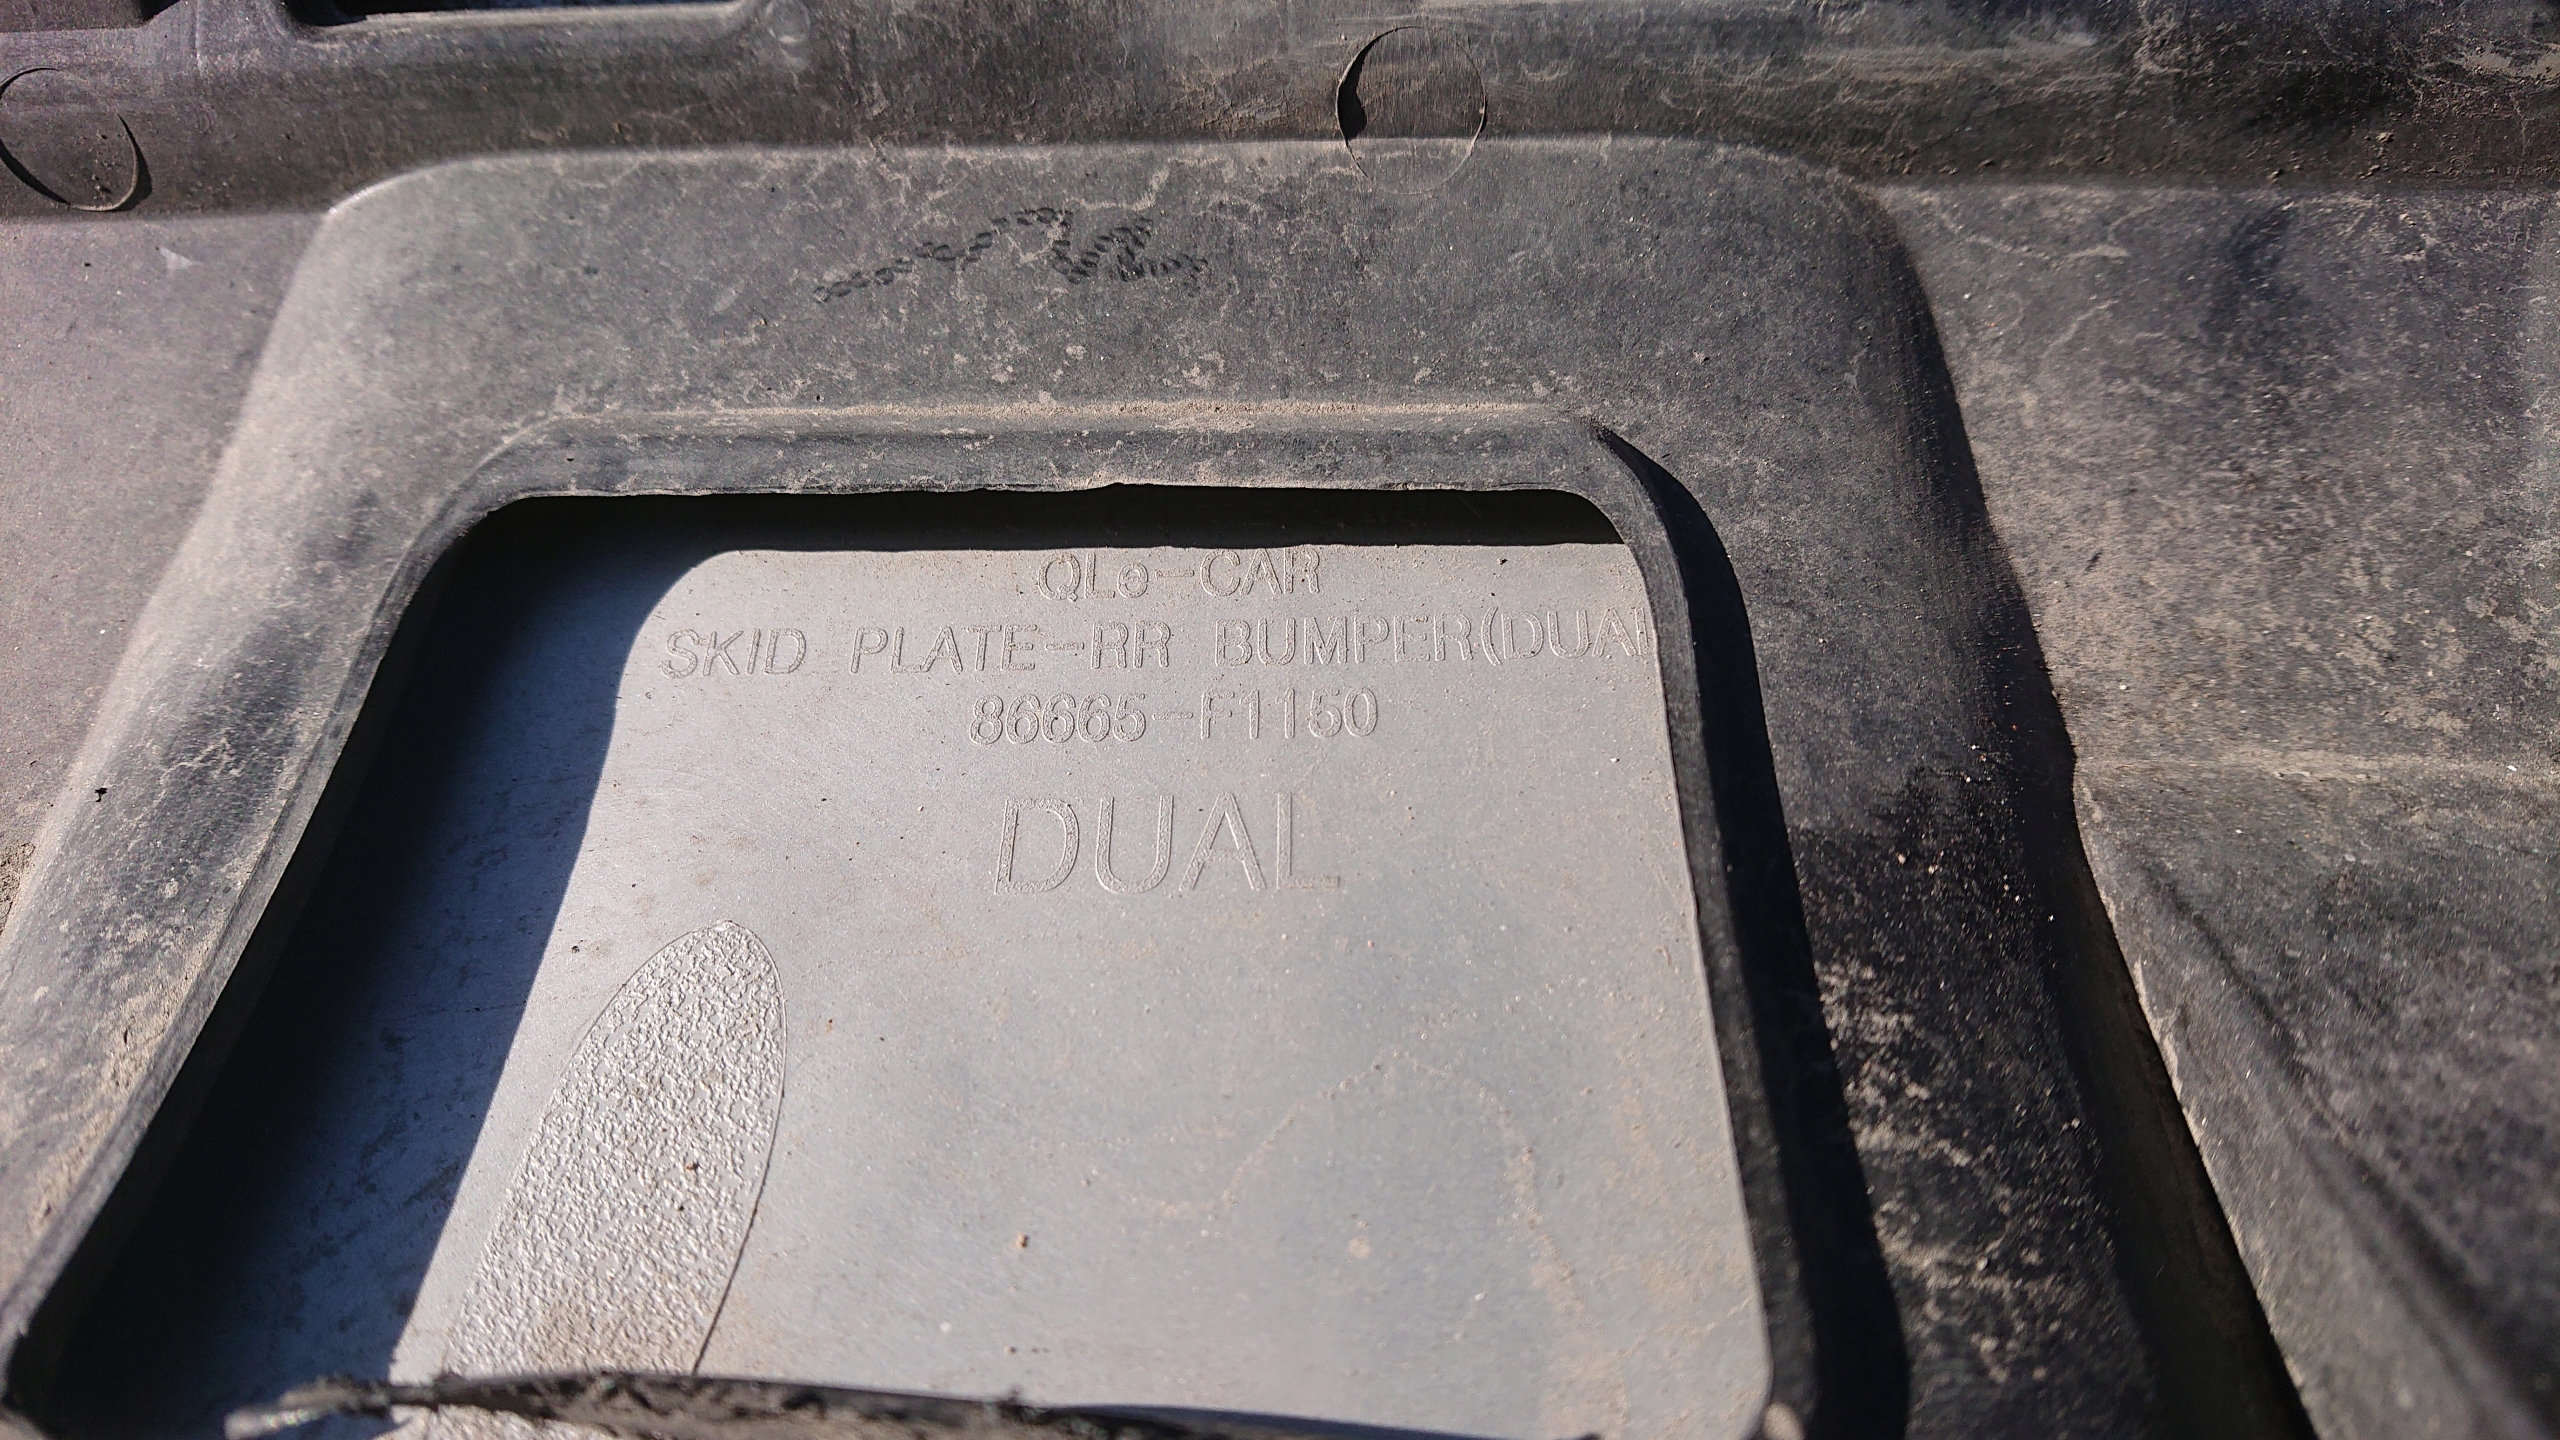 QLe-CAR
SKID PLATE-RR BUMPER(DUAL
86665-F1150
DUAL